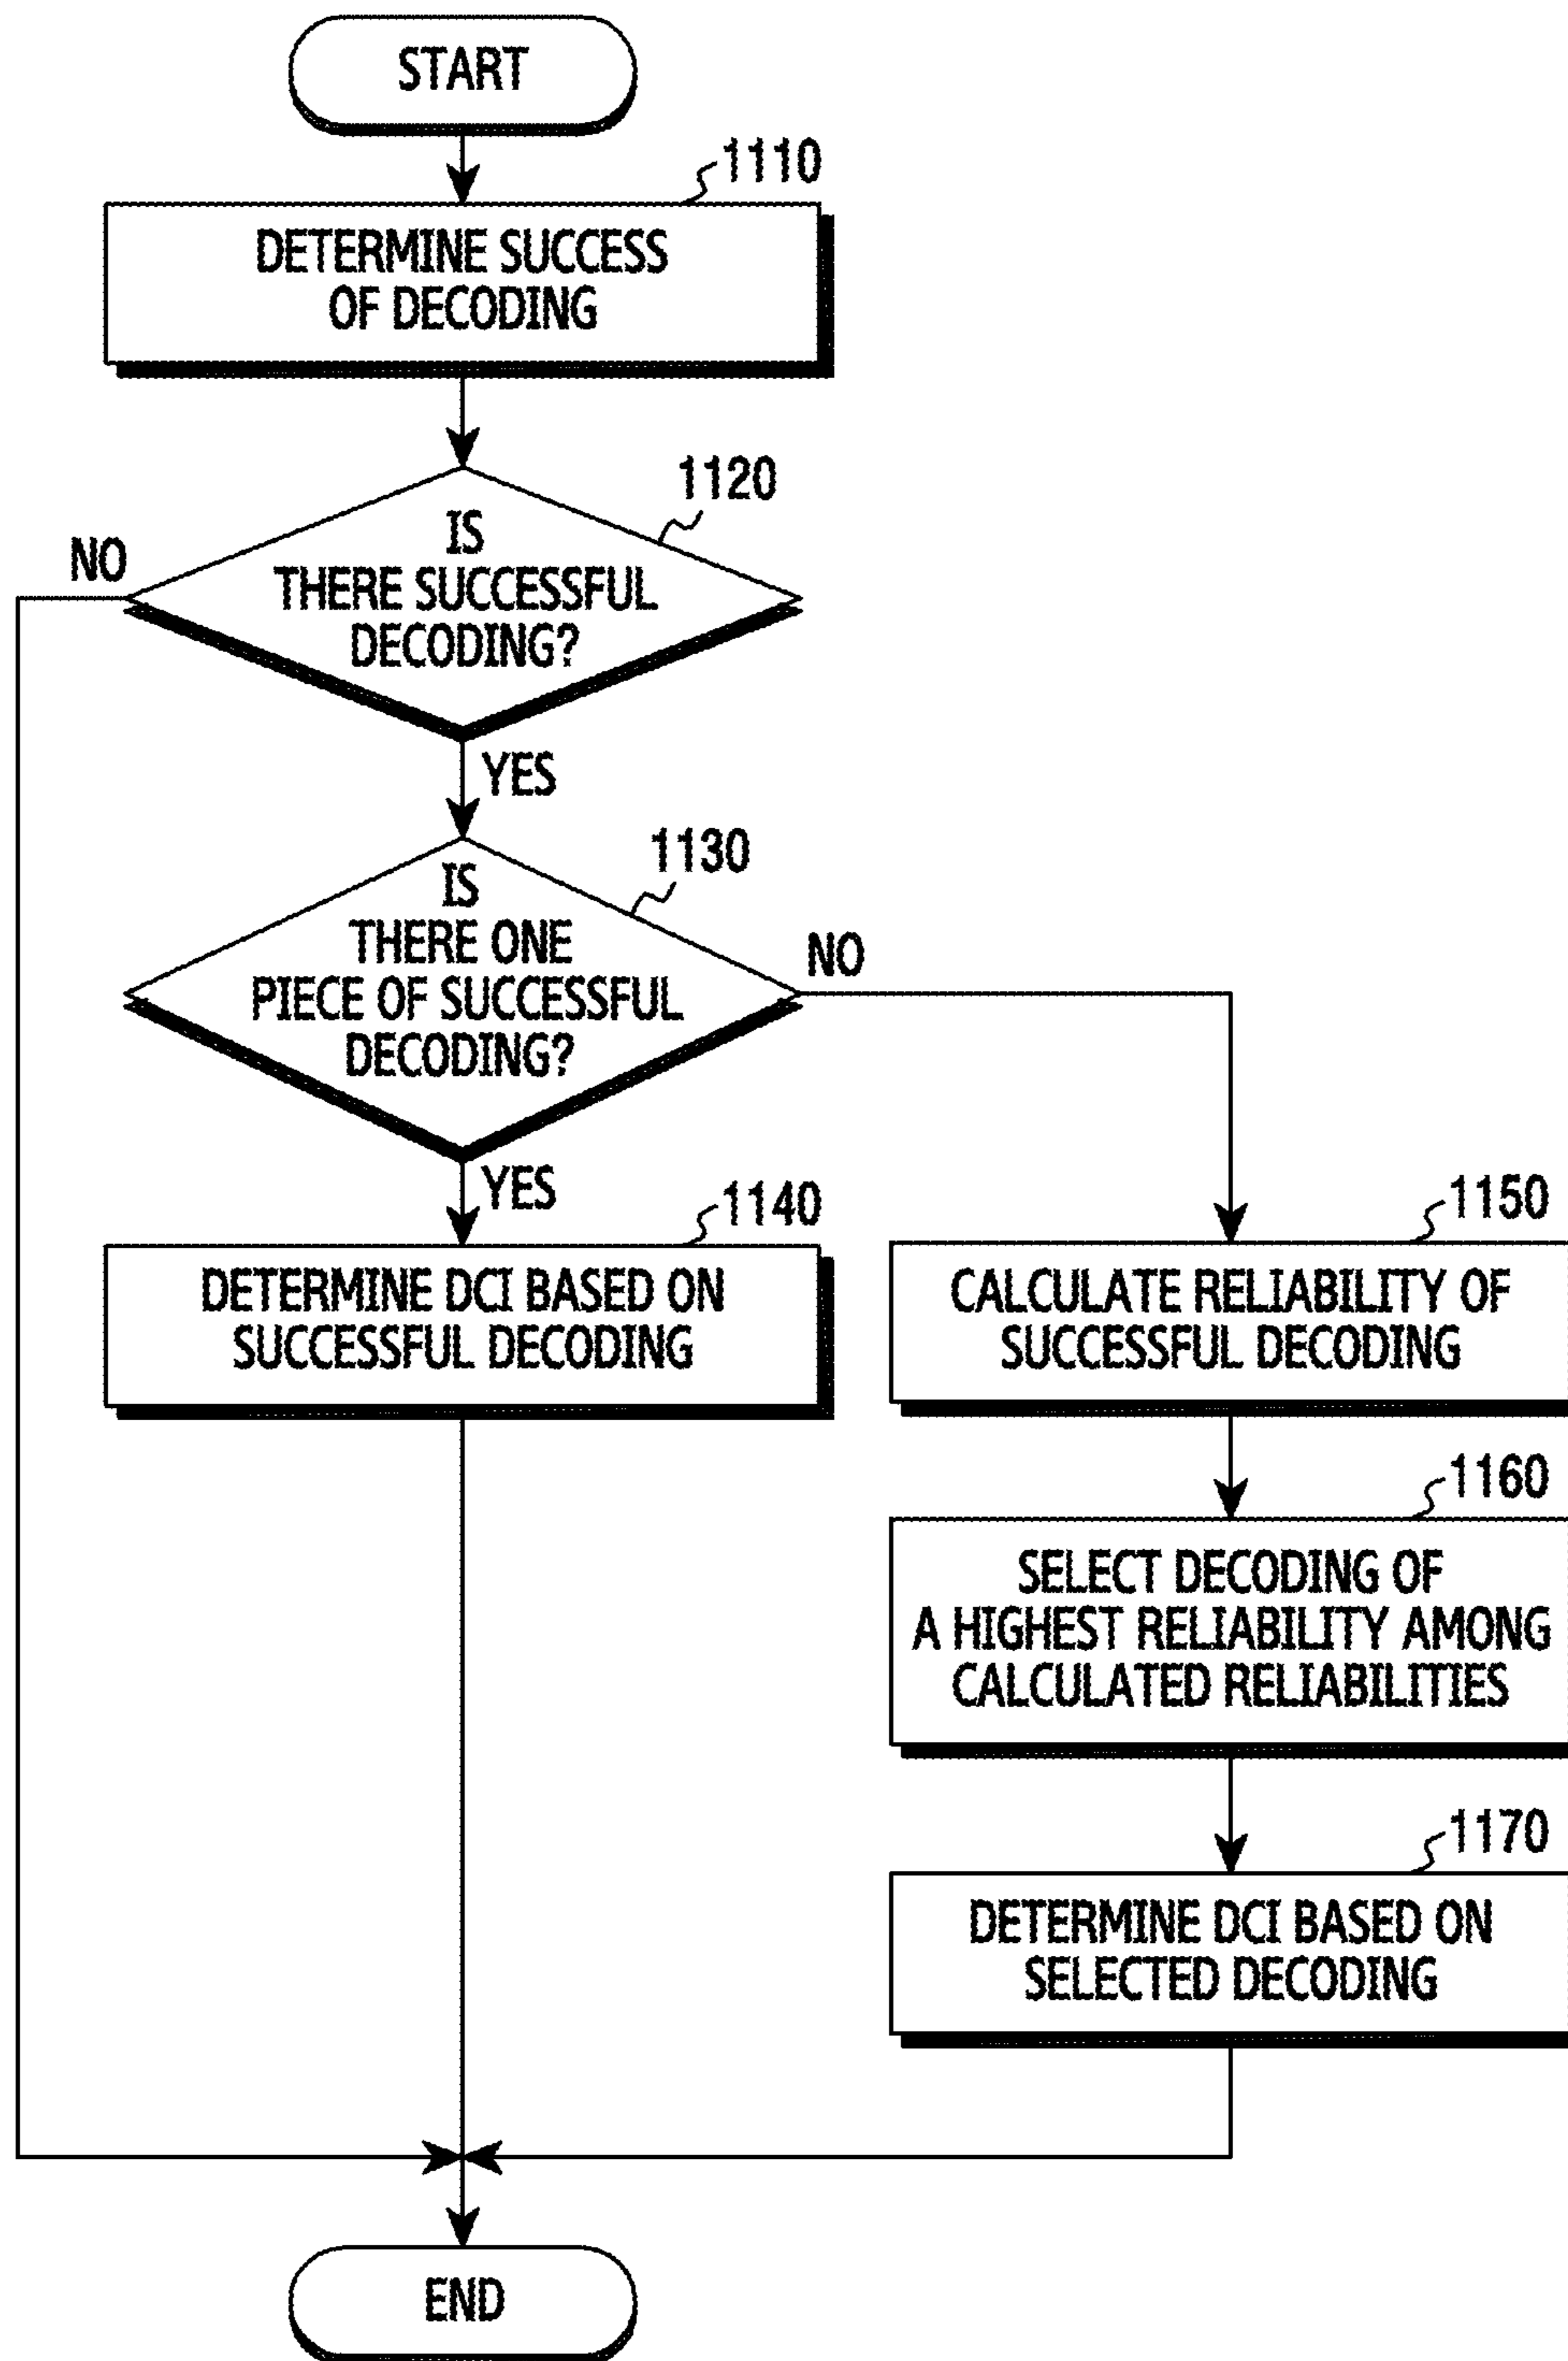 START
1110
DETERMINE SUCCESS
OF DECODING
1120
IS
THERE SUCCESSFUL
DECODING?
NO
YES
1130
IS
THERE ONE
PIECE OF SUCCESSFUL
DECODING?
NO
YES
1140
DETERMINE DCI BASED ON
SUCCESSFUL DECODING
1150
CALCULATE RELIABILITY OF
SUCCESSFUL DECODING
1160
SELECT DECODING OF
A HIGHEST RELIABILITY AMONG
CALCULATED RELIABILITIES
1170
DETERMINE DCI BASED ON
SELECTED DECODING
END